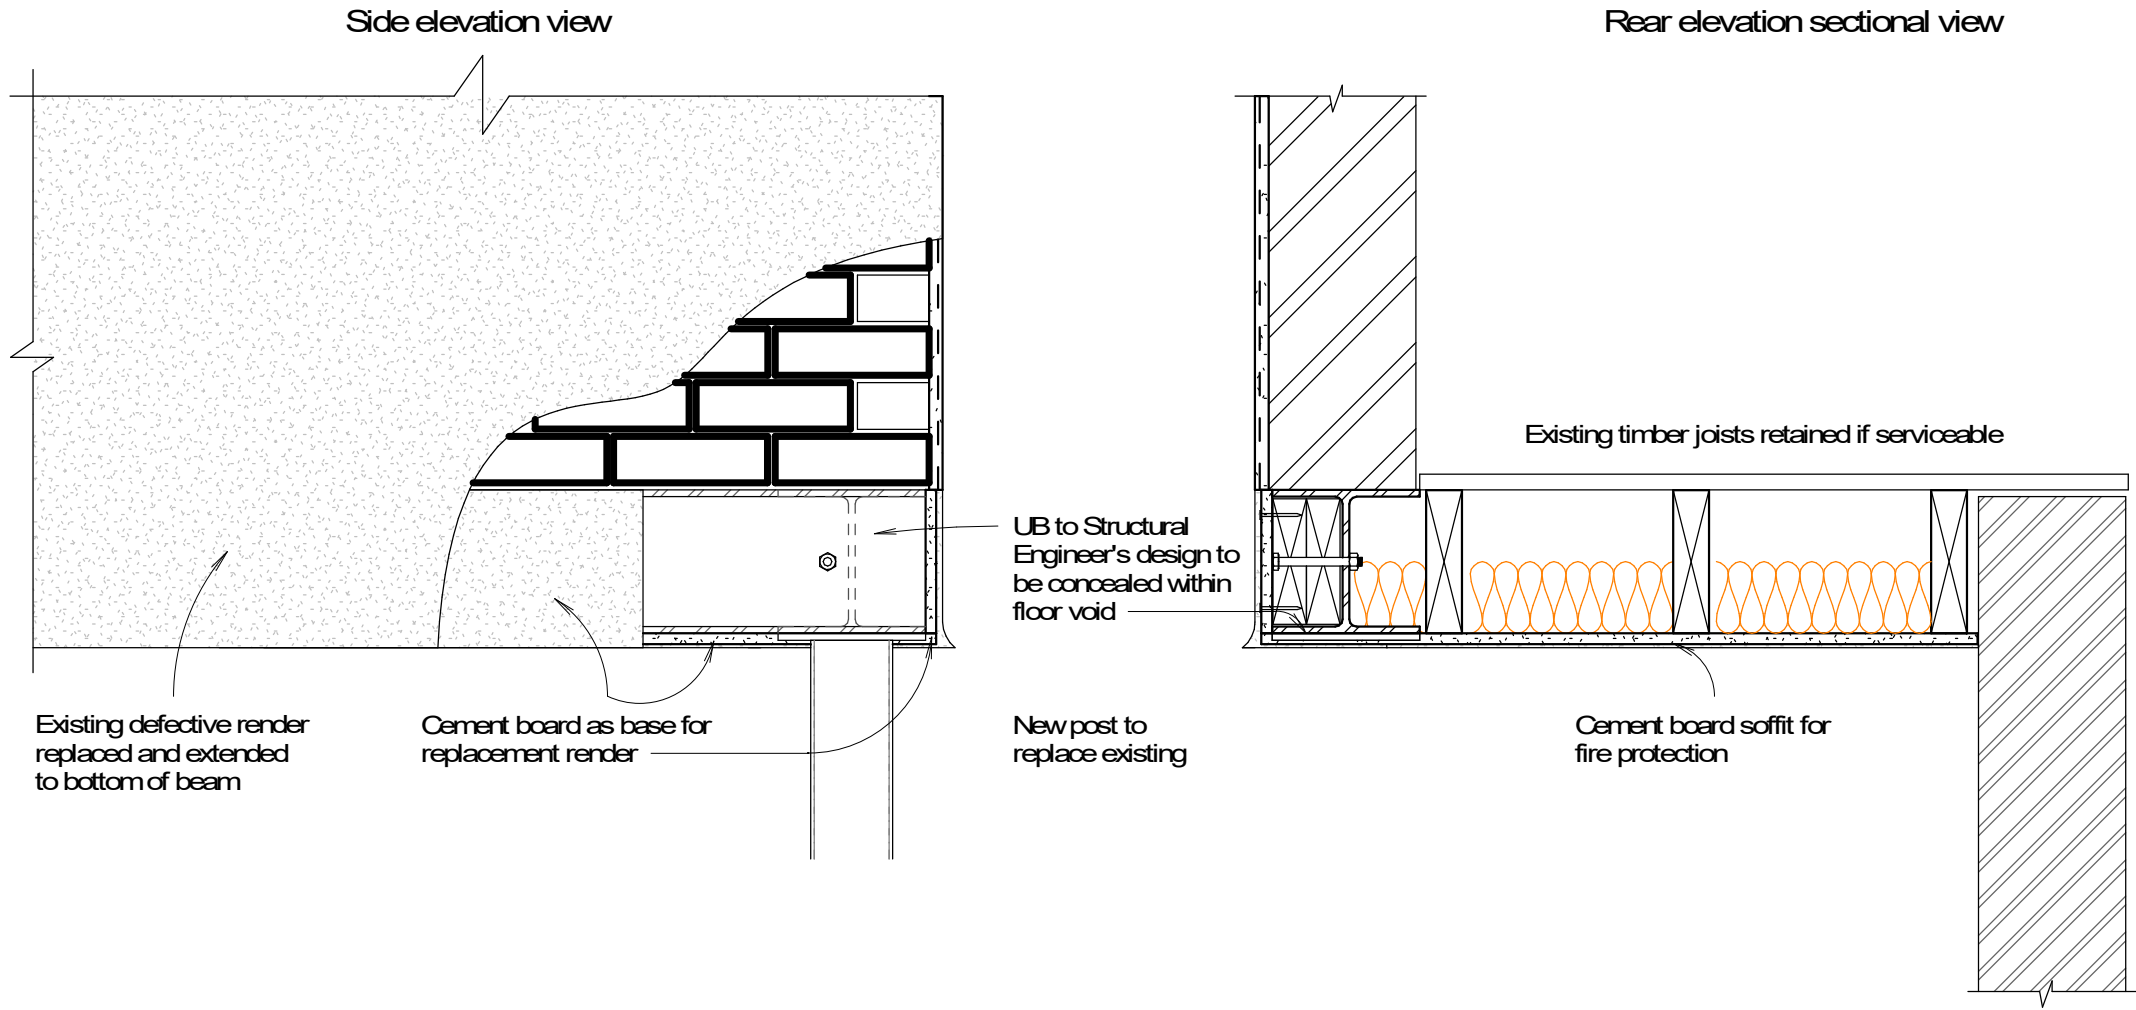 Side elevation view
Rear elevation sectional view
Existing timber joists retained if serviceable
UB to Structural
Engineer's design to
be concealed within
floor void
Existing defective render
replaced and extended
to bottom of beam
Cement board as base for
replacement render
New post to
replace existing
Cement board soffit for
fire protection